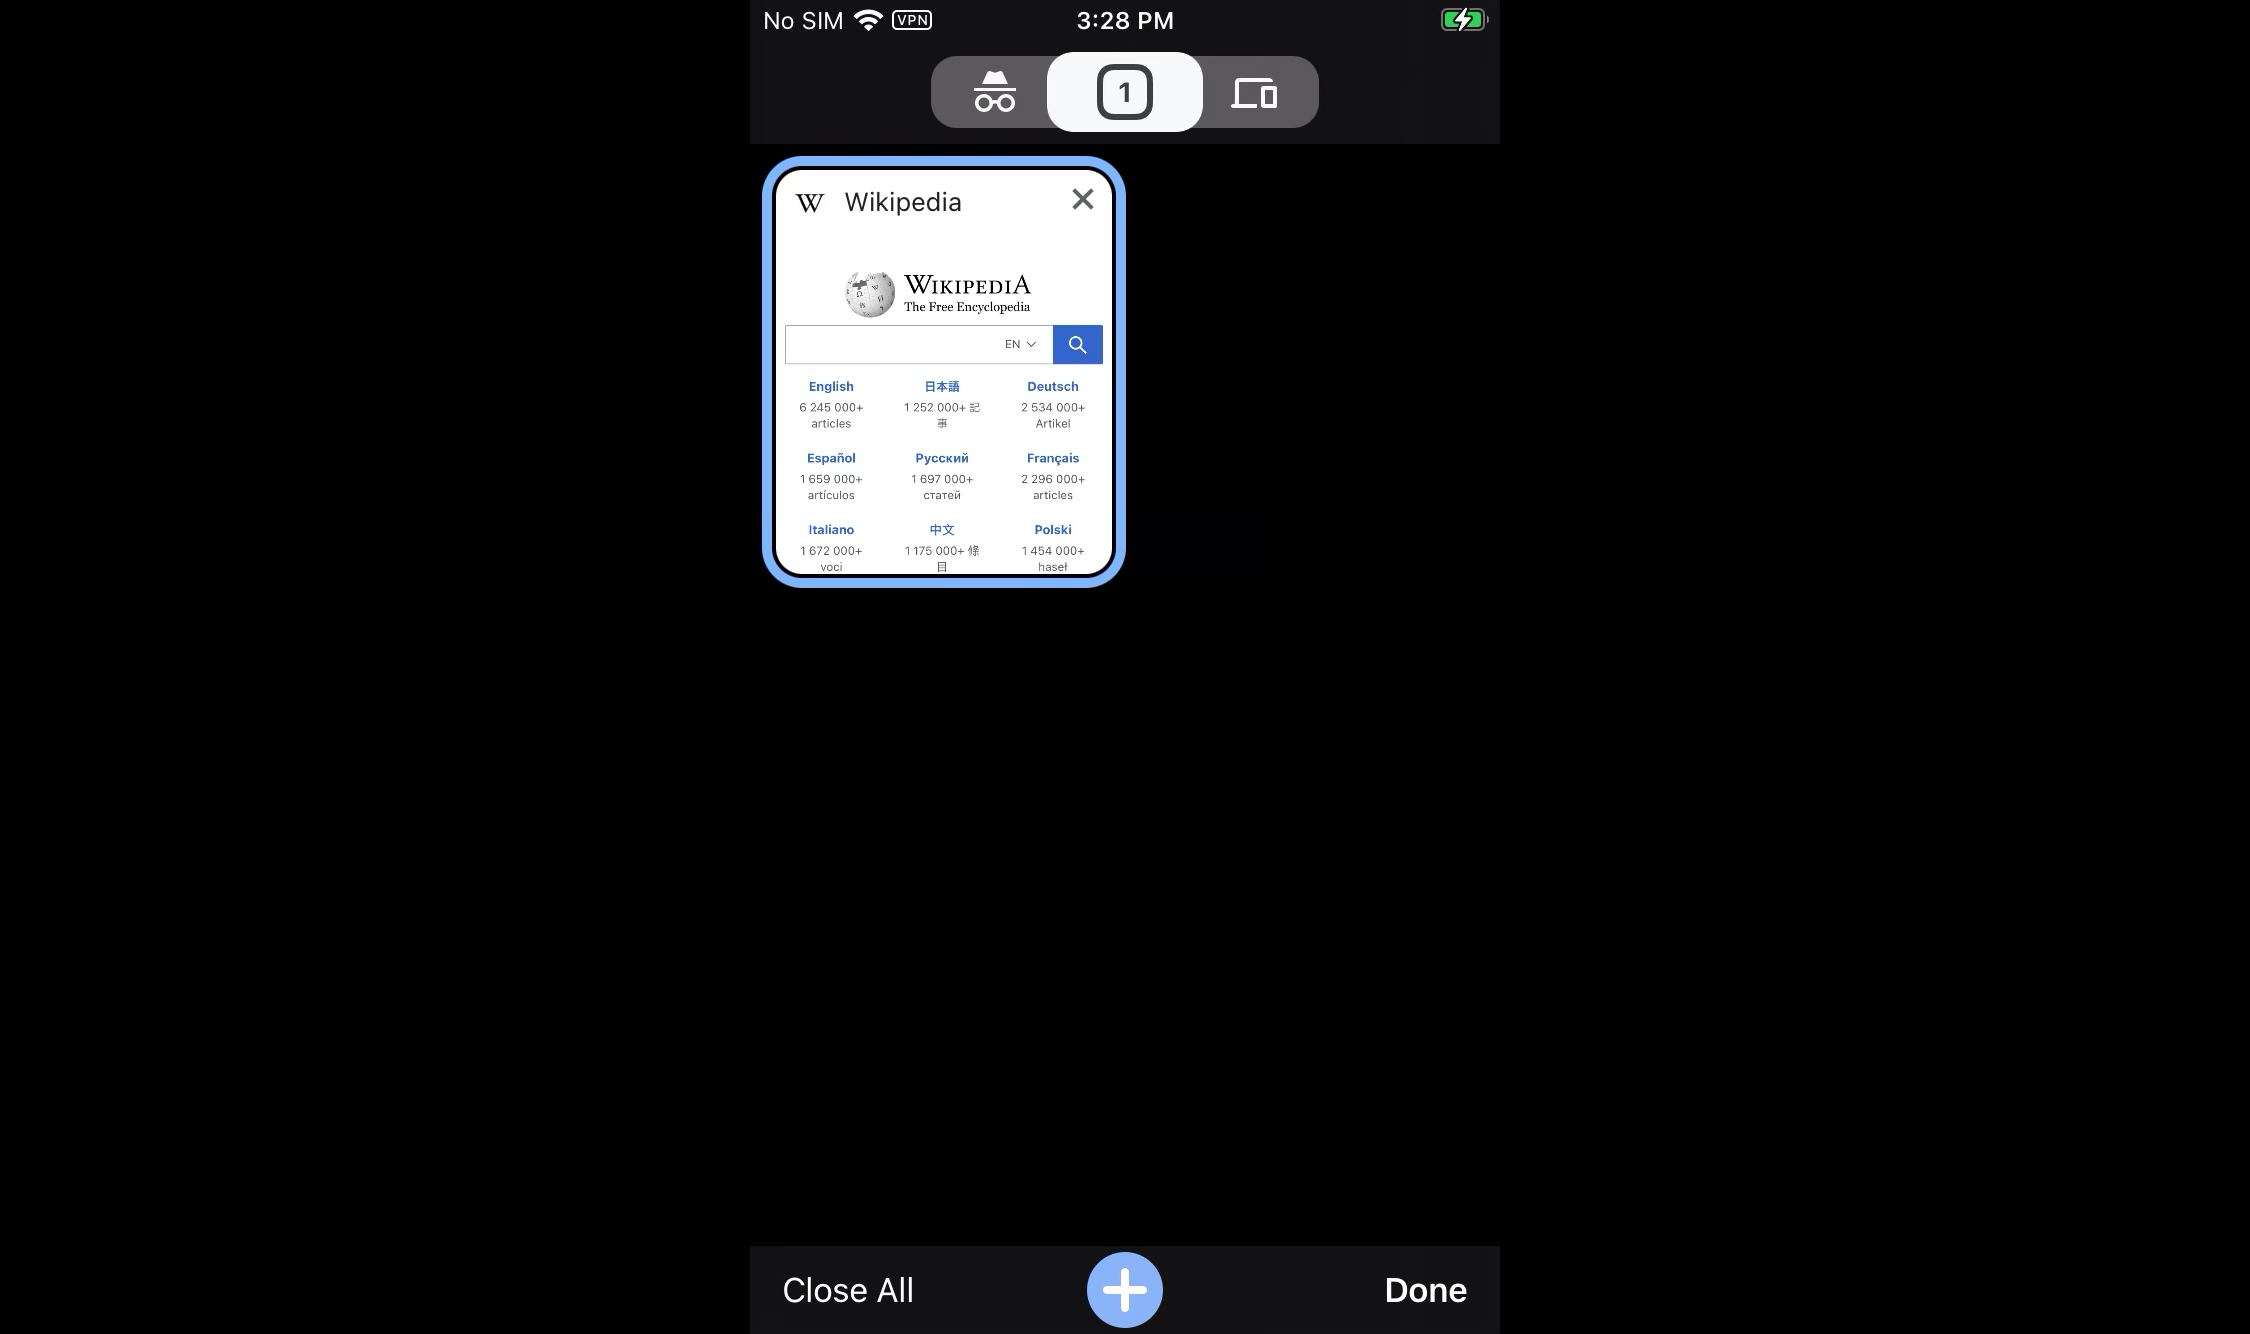 No SIM VPN 3:28 PM
1
W Wikipedia
WIKIPEDIA
The Free Encyclopedia
EN
English 日本語 Deutsch
6 245 000+ 1 252 000+ 記 2 534 000+
articles 事 Artikel
Español Русский Français
1 659 000+ 1 697 000+ 2 296 000+
artículos статей articles
Italiano 中文 Polski
1 672 000+ 1 175 000+ 條 1 454 000+
voci 目 haseł
Close All Done